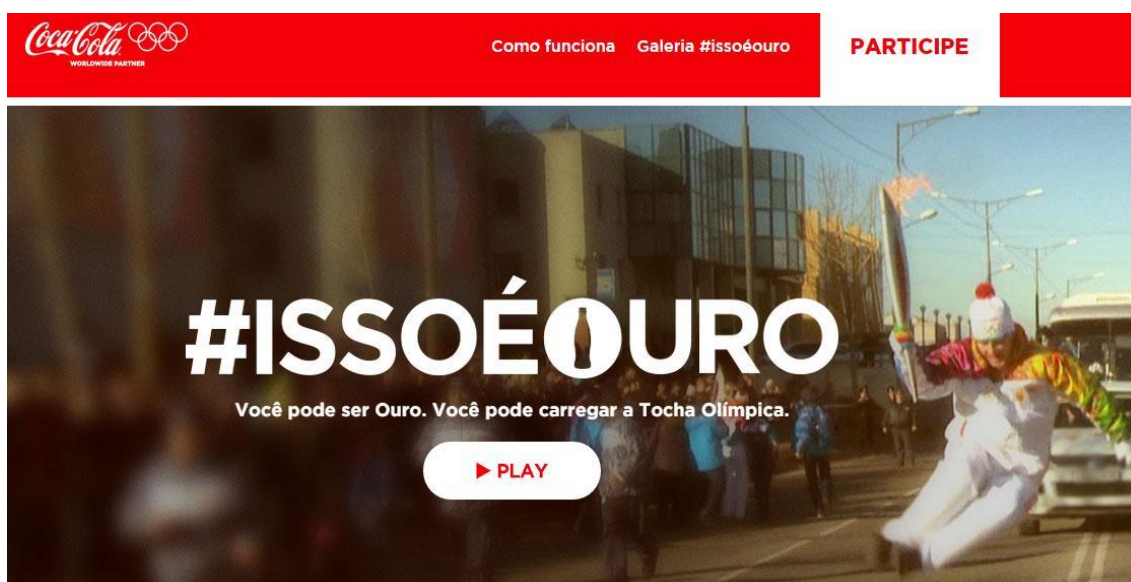 Coca-Cola
WORLDWIDE PARTNER
Como funciona Galeria #issoéouro PARTICIPE
#ISSOÉOURO
Você pode ser Ouro. Você pode carregar a Tocha Olímpica.
PLAY